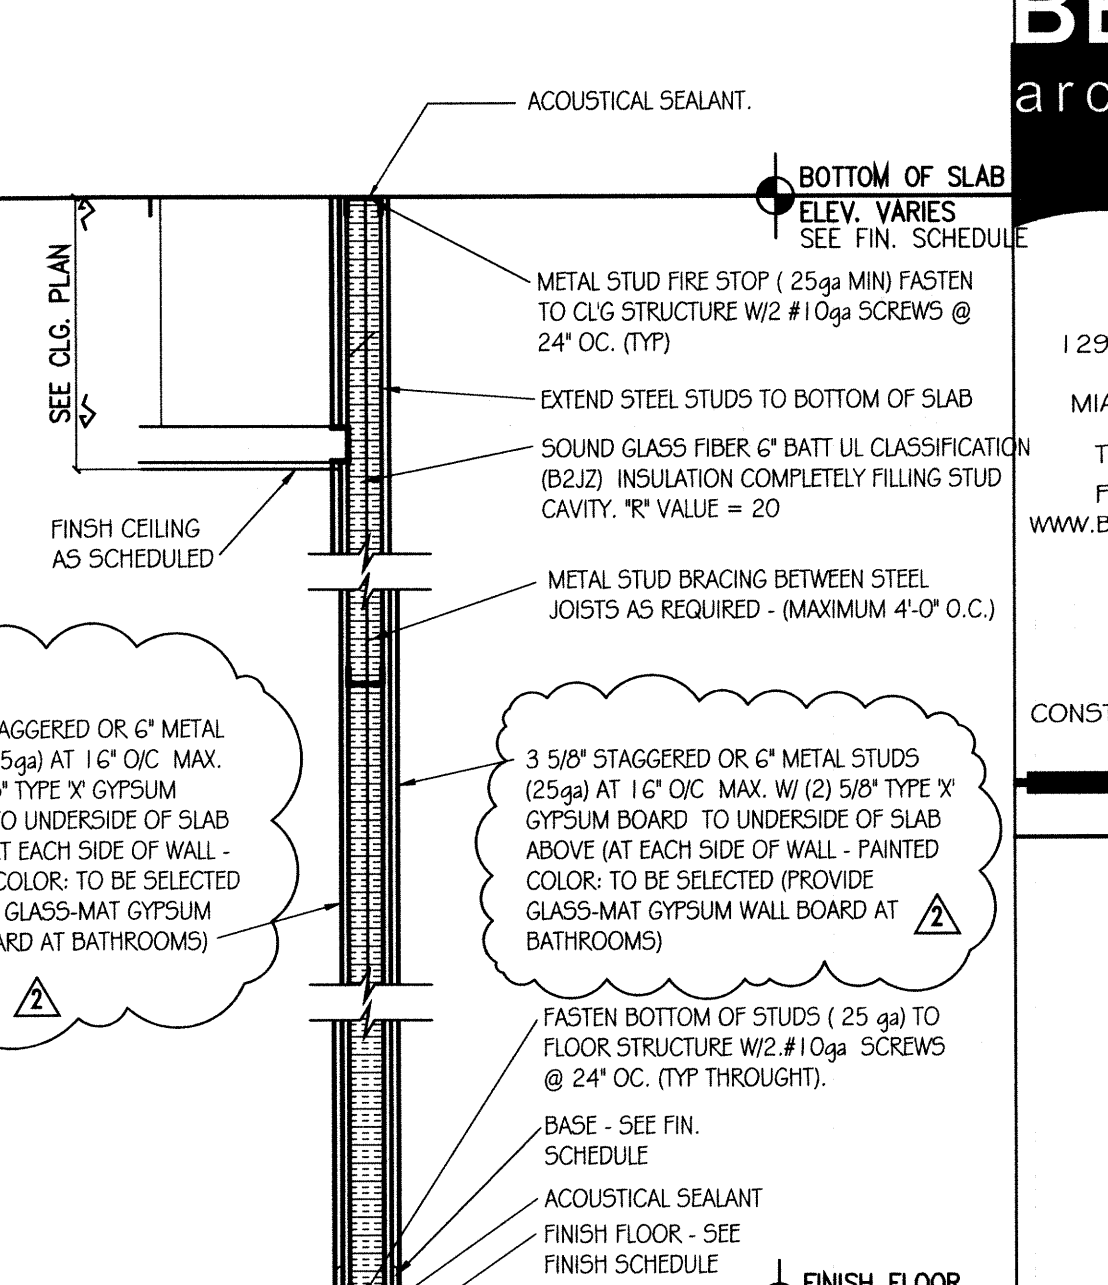 BE
arc
ACOUSTICAL SEALANT.
BOTTOM OF SLAB
ELEV. VARIES
SEE FIN. SCHEDULE
SEE CLG. PLAN
METAL STUD FIRE STOP ( 25ga MIN) FASTEN
TO CL'G STRUCTURE W/2 #10ga SCREWS @
24" OC. (TYP)
129
EXTEND STEEL STUDS TO BOTTOM OF SLAB
MIA
SOUND GLASS FIBER 6" BATT UL CLASSIFICATION
(B2JZ) INSULATION COMPLETELY FILLING STUD
CAVITY. "R" VALUE = 20
T
F
WWW.B
FINSH CEILING
AS SCHEDULED
METAL STUD BRACING BETWEEN STEEL
JOISTS AS REQUIRED - (MAXIMUM 4'-0" O.C.)
CONST
AGGERED OR 6" METAL
5ga) AT 16" O/C MAX.
" TYPE 'X' GYPSUM
O UNDERSIDE OF SLAB
T EACH SIDE OF WALL -
COLOR: TO BE SELECTED
GLASS-MAT GYPSUM
ARD AT BATHROOMS)
2
3 5/8" STAGGERED OR 6" METAL STUDS
(25ga) AT 16" O/C MAX. W/ (2) 5/8" TYPE 'X'
GYPSUM BOARD TO UNDERSIDE OF SLAB
ABOVE (AT EACH SIDE OF WALL - PAINTED
COLOR: TO BE SELECTED (PROVIDE
GLASS-MAT GYPSUM WALL BOARD AT
BATHROOMS)
2
FASTEN BOTTOM OF STUDS ( 25 ga) TO
FLOOR STRUCTURE W/2.#10ga SCREWS
@ 24" OC. (TYP THROUGHT).
BASE - SEE FIN.
SCHEDULE
ACOUSTICAL SEALANT
FINISH FLOOR - SEE
FINISH SCHEDULE
FINISH FLOOR